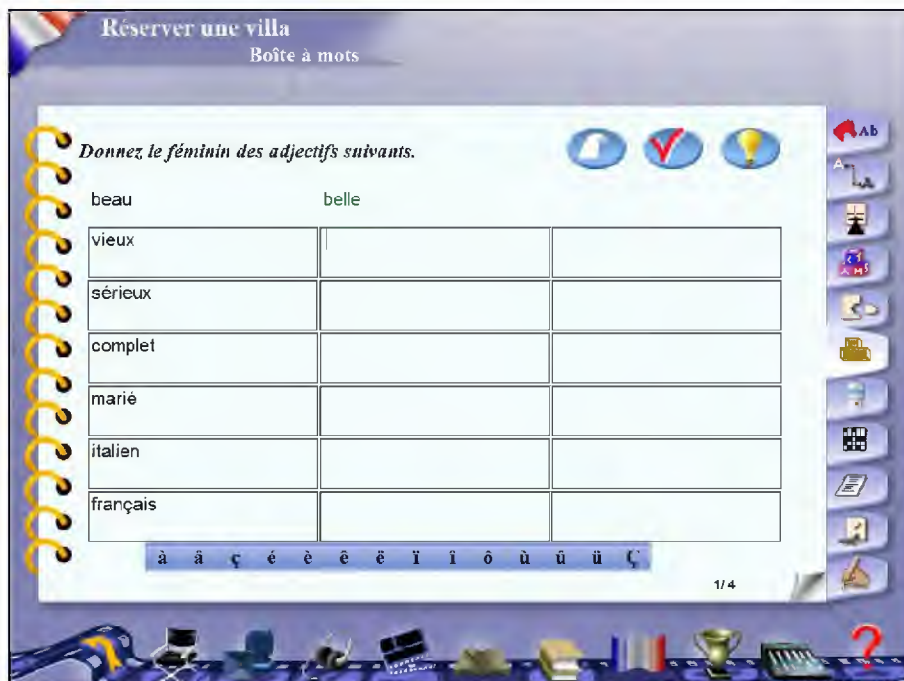 Réserver une villa
Boîte à mots
Ab
Donnez le féminin des adjectifs suivants.
beau belle
vieux
sérieux
complet
marié
italien
français
à â ç é è ê ë ï î ô ù û ü Ç
1/4
?